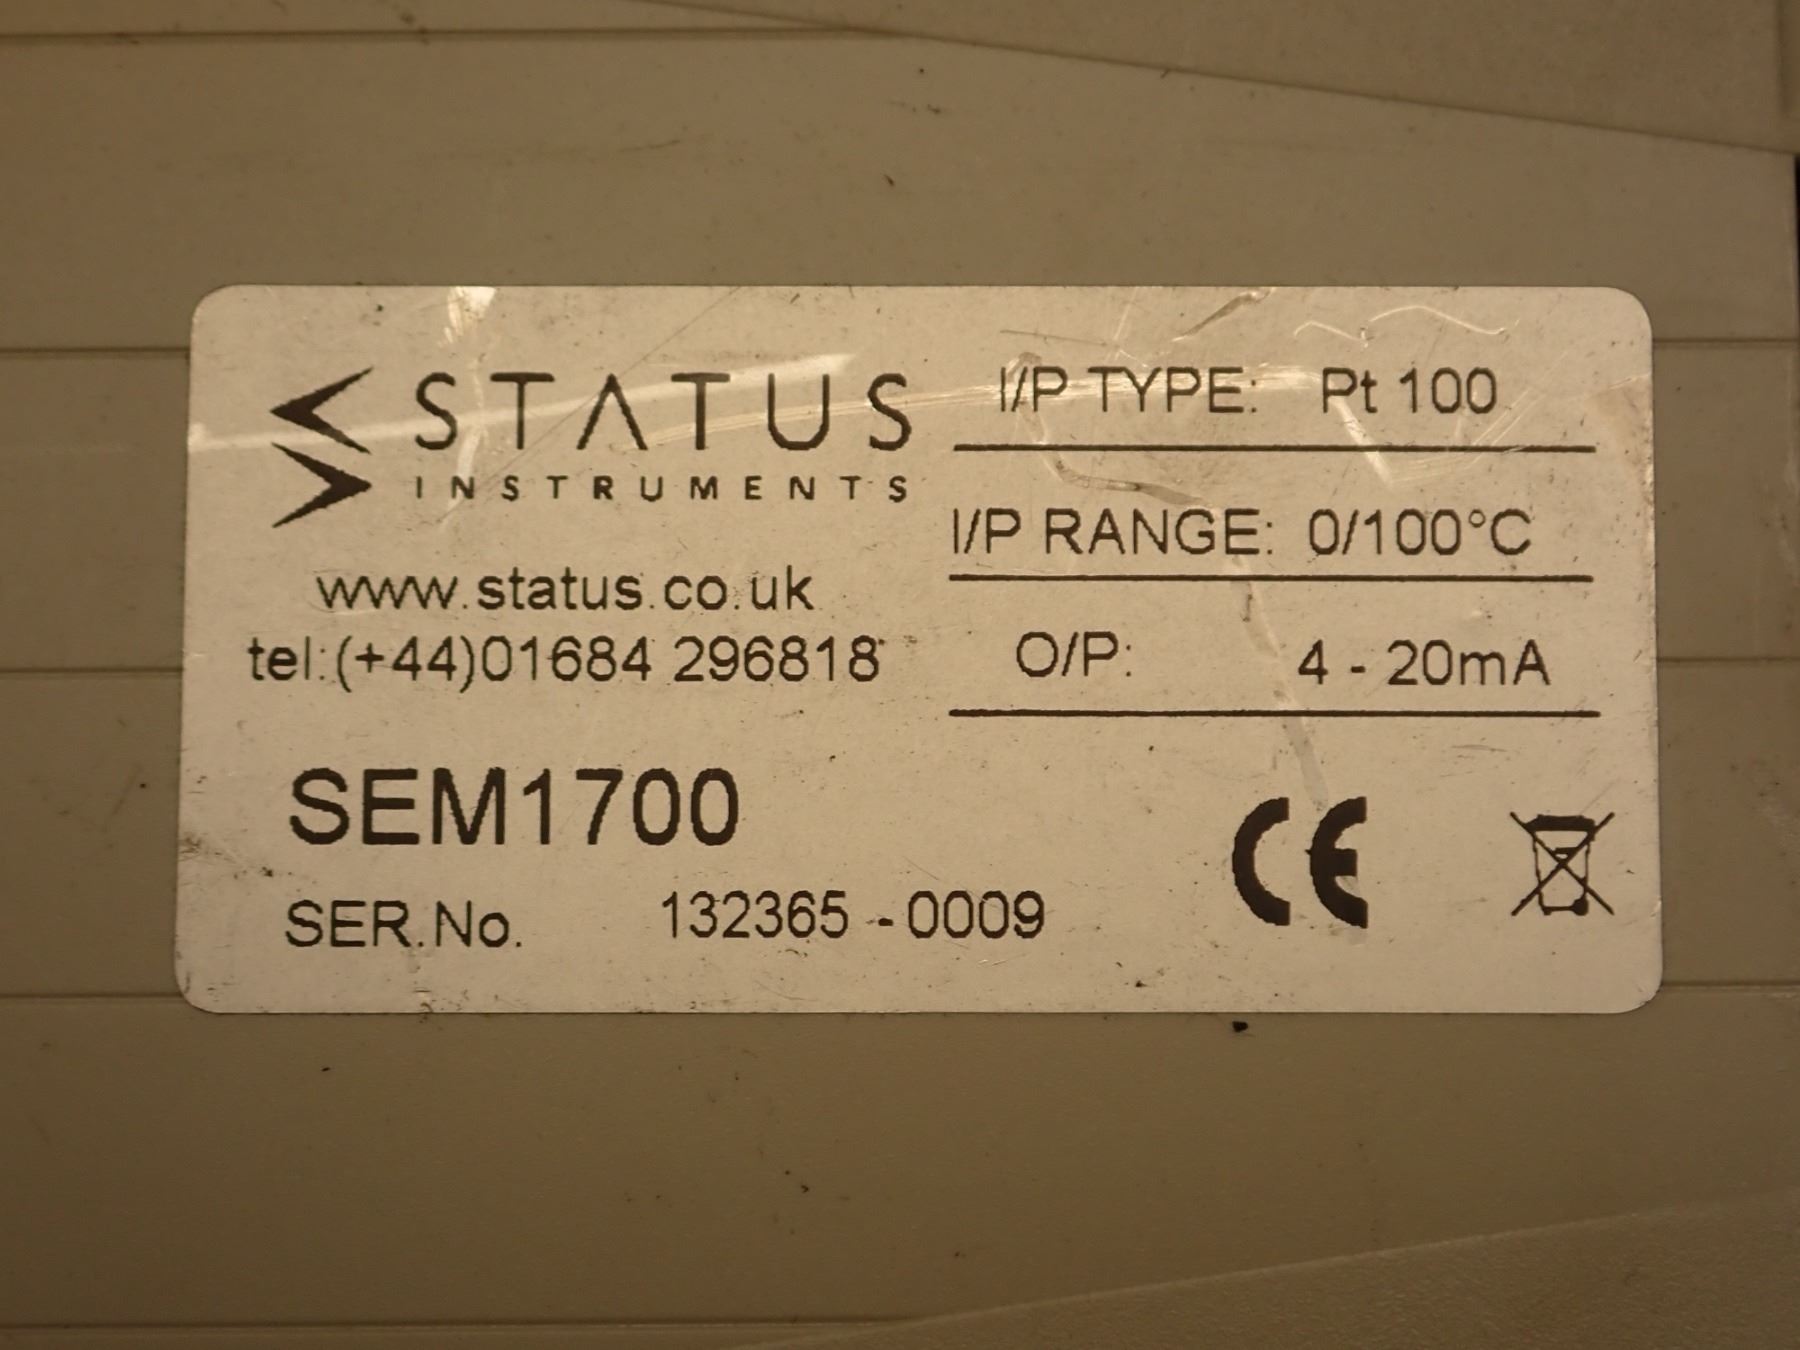 STATUS
INSTRUMENTS
www.status.co.uk
tel:(+44)01684 296818
I/P TYPE: Pt 100
I/P RANGE: 0/100°C
O/P: 4 - 20mA
SEM1700
SER.No. 132365 - 0009
CE